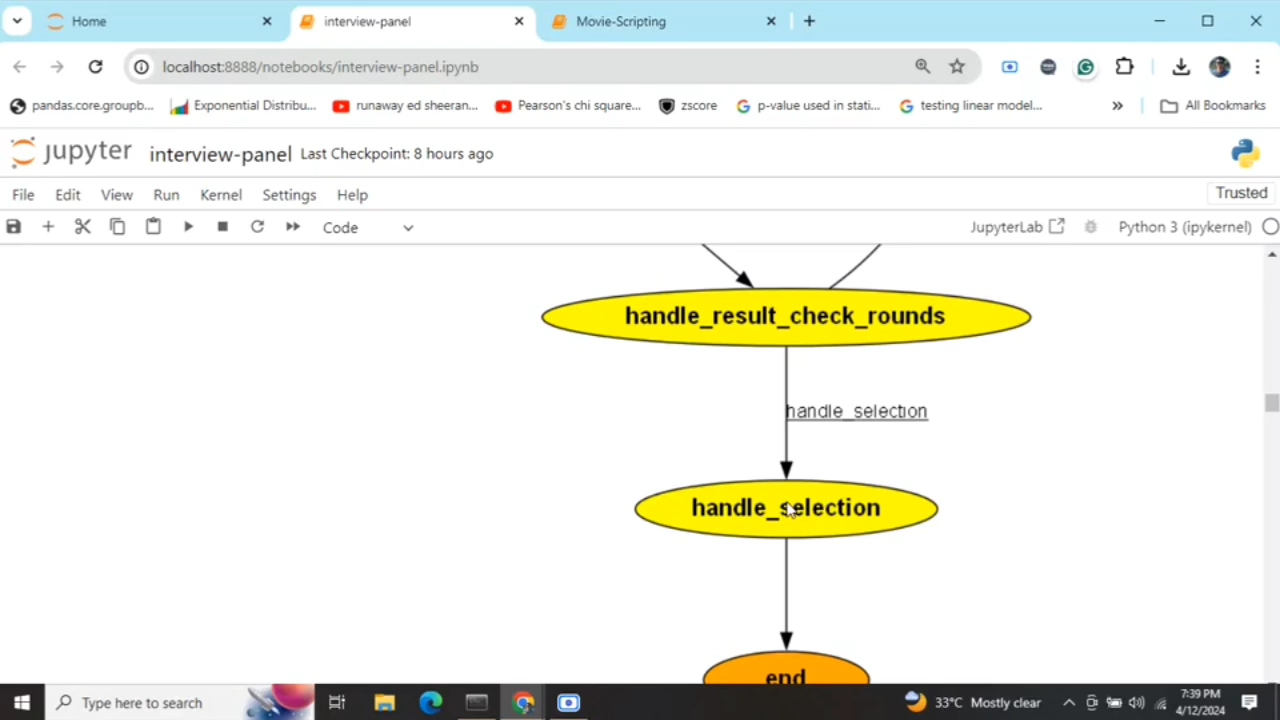 Home
interview-panel
Movie-Scripting
localhost:8888/notebooks/interview-panel.ipynb
pandas.core.groupb...
Exponential Distribu...
runaway ed sheeran...
Pearson's chi square...
zscore
p-value used in stati...
testing linear model...
All Bookmarks
jupyter
interview-panel
Last Checkpoint: 8 hours ago
File
Edit
View
Run
Kernel
Settings
Help
Trusted
Code
JupyterLab
Python 3 (ipykernel)
handle_result_check_rounds
handle_selection
handle_selection
end
Type here to search
33°C Mostly clear
7:39 PM
4/12/2024